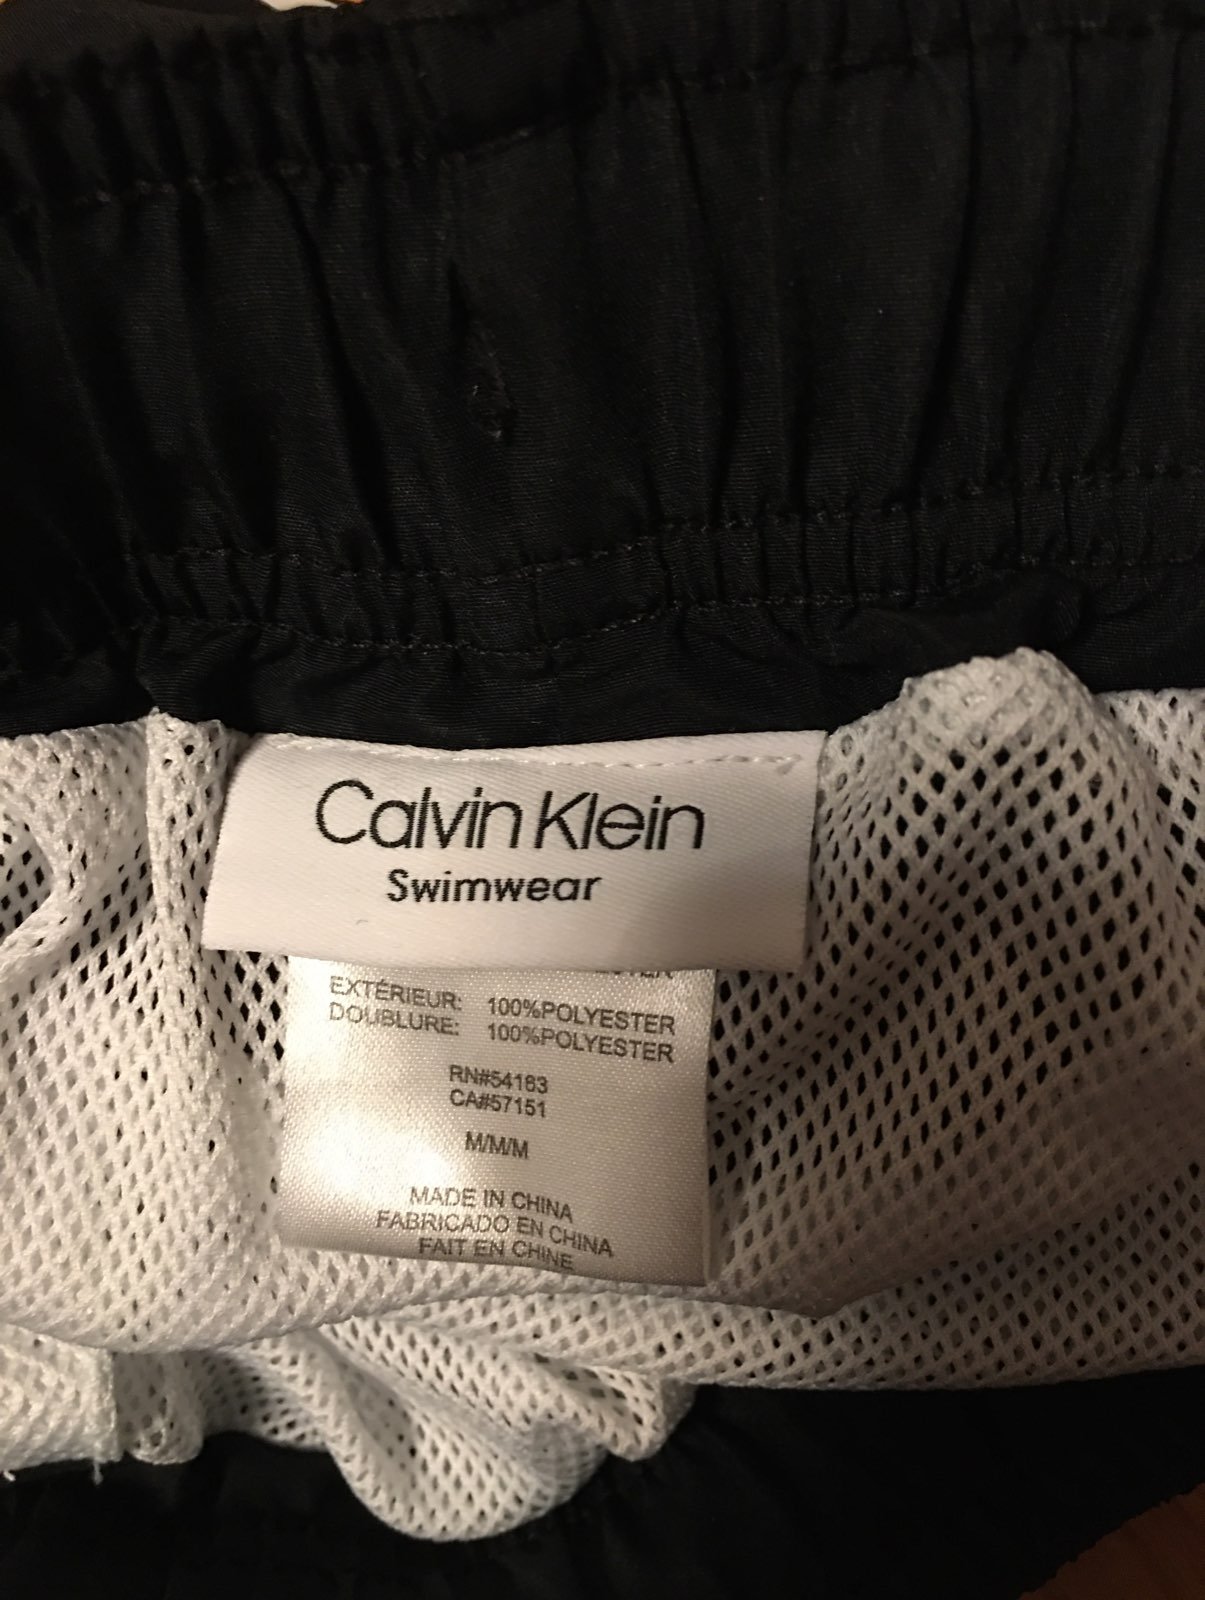 Calvin Klein
Swimwear
EXTÉRIEUR: 100%POLYESTER
DOUBLURE: 100%POLYESTER
RN#54163
CA#57151
M/M/M
MADE IN CHINA
FABRICADO EN CHINA
FAIT EN CHINE